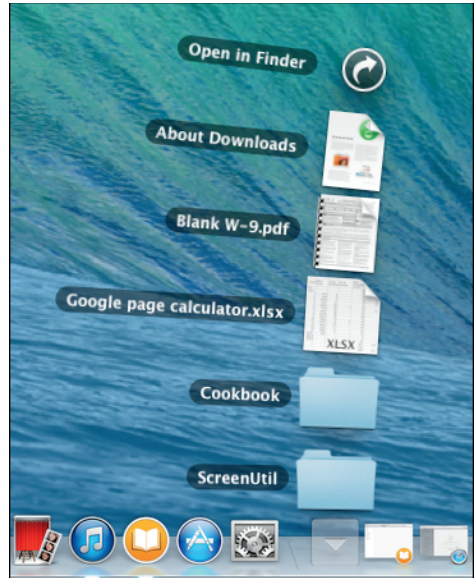 Open in Finder
About Downloads
Blank W-9.pdf
Google page calculator.xlsx
XLSX
Cookbook
ScreenUtil